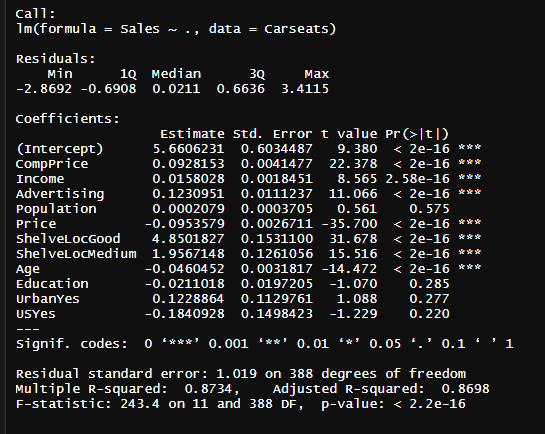 Call:
lm(formula = Sales ~ ., data = Carseats)
Residuals:
Min 1Q Median 3Q Max
-2.8692 -0.6908 0.0211 0.6636 3.4115
Coefficients:
Estimate Std. Error t value Pr(>|t|)
(Intercept) 5.6606231 0.6034487 9.380 < 2e-16 ***
CompPrice 0.0928153 0.0041477 22.378 < 2e-16 ***
Income 0.0158028 0.0018451 8.565 2.58e-16 ***
Advertising 0.1230951 0.0111237 11.066 < 2e-16 ***
Population 0.0002079 0.0003705 0.561 0.575
Price -0.0953579 0.0026711 -35.700 < 2e-16 ***
ShelveLocGood 4.8501827 0.1531100 31.678 < 2e-16 ***
ShelveLocMedium 1.9567148 0.1261056 15.516 < 2e-16 ***
Age -0.0460452 0.0031817 -14.472 < 2e-16 ***
Education -0.0211018 0.0197205 -1.070 0.285
UrbanYes 0.1228864 0.1129761 1.088 0.277
USYes -0.1840928 0.1498423 -1.229 0.220
---
Signif. codes: 0 ‘***’ 0.001 ‘**’ 0.01 ‘*’ 0.05 ‘.’ 0.1 ‘ ’ 1
Residual standard error: 1.019 on 388 degrees of freedom
Multiple R-squared: 0.8734, Adjusted R-squared: 0.8698
F-statistic: 243.4 on 11 and 388 DF, p-value: < 2.2e-16